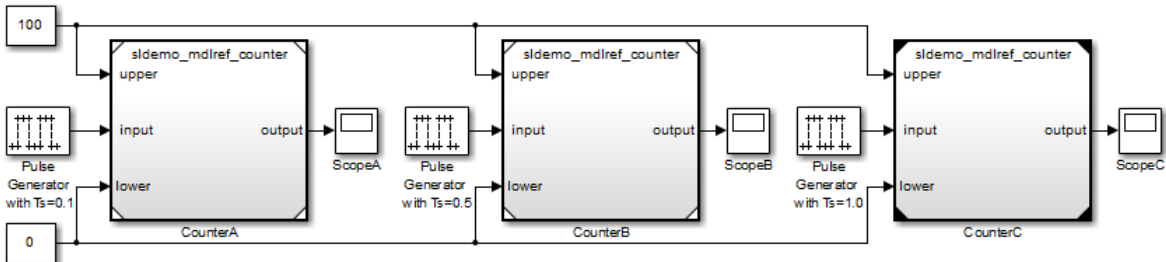 100
sldemo_mdlref_counter
upper
input
output
lower
CounterA
Pulse
Generator
with Ts=0.1
ScopeA
sldemo_mdlref_counter
upper
input
output
lower
CounterB
Pulse
Generator
with Ts=0.5
ScopeB
sldemo_mdlref_counter
upper
input
output
lower
CounterC
Pulse
Generator
with Ts=1.0
ScopeC
0